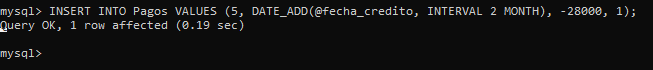 mysql> INSERT INTO Pagos VALUES (5, DATE_ADD(@fecha_credito, INTERVAL 2 MONTH), -28000, 1);
Query OK, 1 row affected (0.19 sec)
mysql>